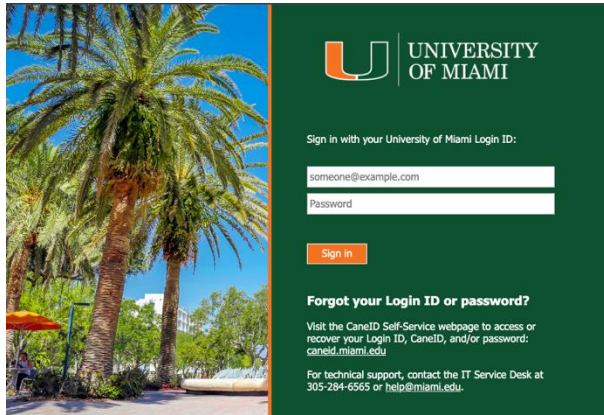 UNIVERSITY
OF MIAMI
Sign in with your University of Miami Login ID:
someone@example.com
Password
Sign in
Forgot your Login ID or password?
Visit the CaneID Self-Service webpage to access or
recover your Login ID, CaneID, and/or password:
caneid.miami.edu
For technical support, contact the IT Service Desk at
305-284-6565 or help@miami.edu.